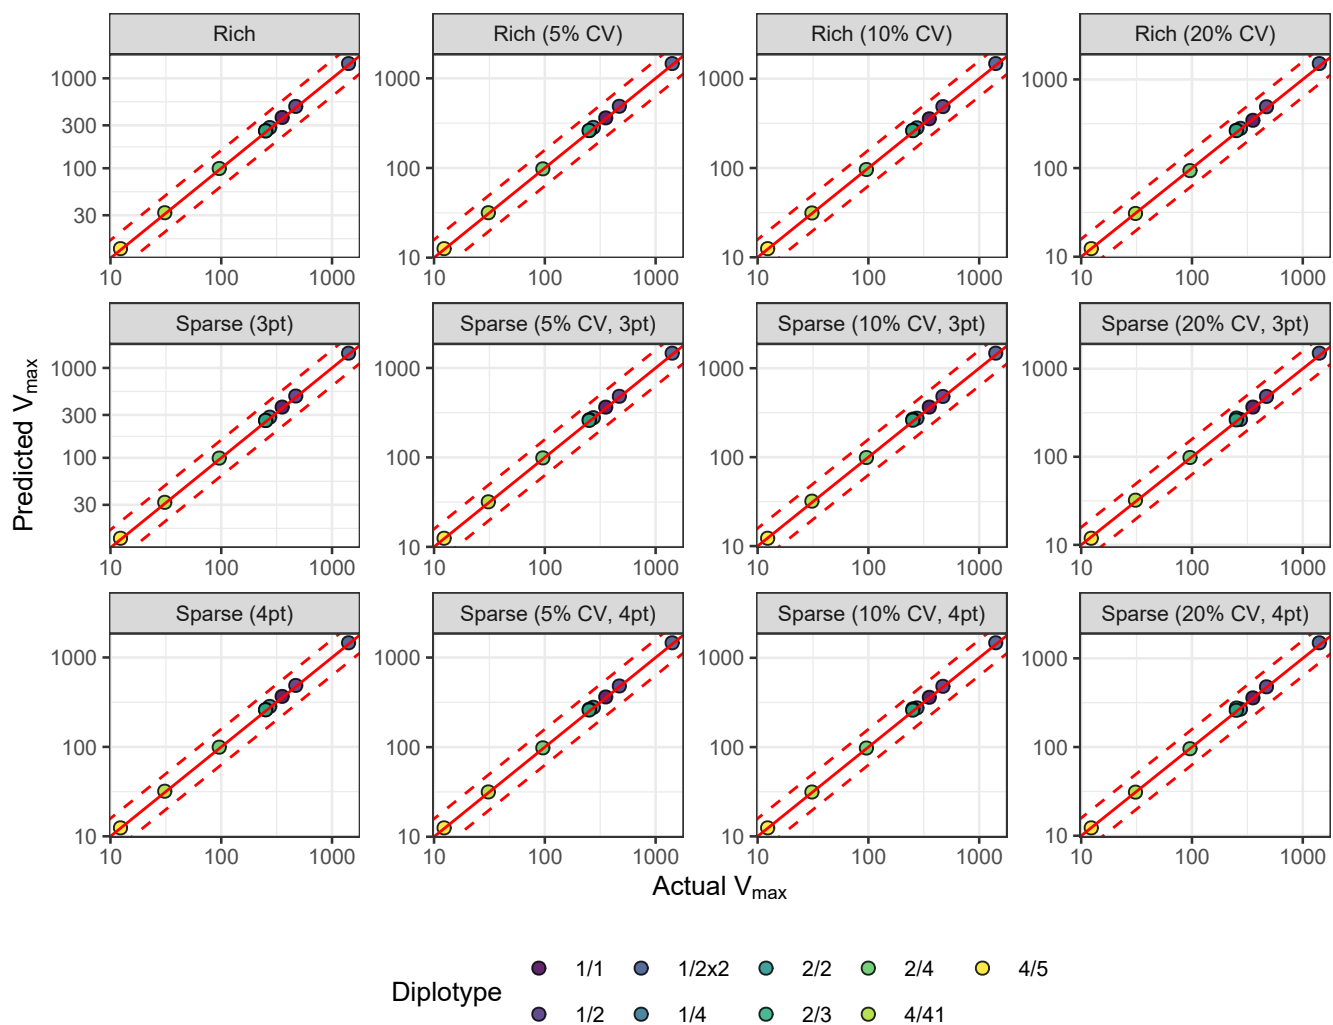 Rich
Rich (5% CV)
Rich (10% CV)
Rich (20% CV)
1000
300
100
30
10 100 1000
1000
100
10
10 100 1000
1000
100
10
10 100 1000
1000
100
10
10 100 1000
Sparse (3pt)
Sparse (5% CV, 3pt)
Sparse (10% CV, 3pt)
Sparse (20% CV, 3pt)
1000
300
100
30
10 100 1000
1000
100
10
10 100 1000
1000
100
10
10 100 1000
1000
100
10
10 100 1000
Sparse (4pt)
Sparse (5% CV, 4pt)
Sparse (10% CV, 4pt)
Sparse (20% CV, 4pt)
1000
100
10
10 100 1000
1000
100
10
10 100 1000
1000
100
10
10 100 1000
1000
100
10
10 100 1000
Predicted Vmax
Actual Vmax
Diplotype
1/1 1/2x2 2/2 2/4 4/5
1/2 1/4 2/3 4/41